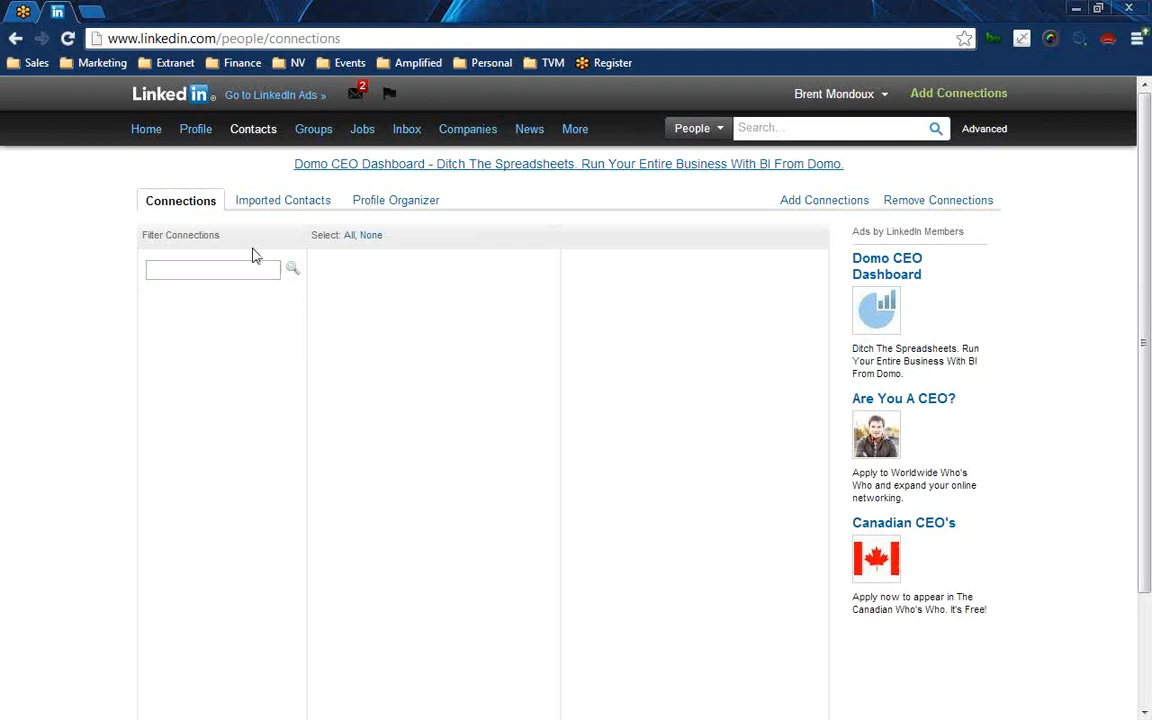 www.linkedin.com/people/connections
Sales Marketing Extranet Finance NV Events Amplified Personal TVM Register
Linked in Go to LinkedIn Ads » 2 Brent Mondoux Add Connections
Home Profile Contacts Groups Jobs Inbox Companies News More People Search... Advanced
Domo CEO Dashboard - Ditch The Spreadsheets. Run Your Entire Business With BI From Domo.
Connections Imported Contacts Profile Organizer Add Connections Remove Connections
Filter Connections Select: All, None
Ads by LinkedIn Members
Domo CEO
Dashboard
Ditch The Spreadsheets. Run
Your Entire Business With BI
From Domo.
Are You A CEO?
Apply to Worldwide Who's
Who and expand your online
networking.
Canadian CEO's
Apply now to appear in The
Canadian Who's Who. It's Free!